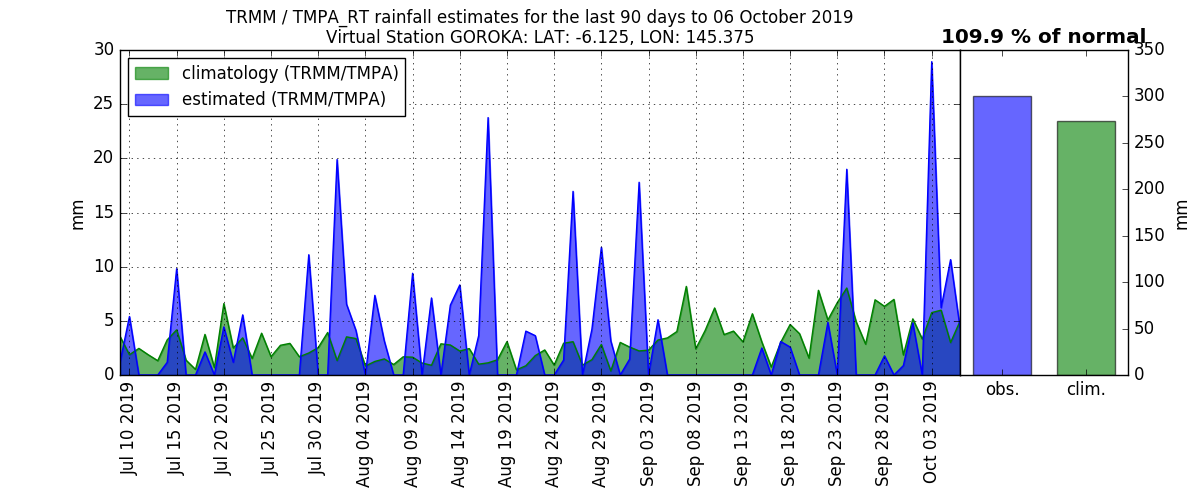 TRMM / TMPA_RT rainfall estimates for the last 90 days to 06 October 2019
Virtual Station GOROKA: LAT: -6.125, LON: 145.375
109.9 % of normal
climatology (TRMM/TMPA)
estimated (TRMM/TMPA)
30
25
20
15
10
5
0
mm
Jul 10 2019
Jul 15 2019
Jul 20 2019
Jul 25 2019
Jul 30 2019
Aug 04 2019
Aug 09 2019
Aug 14 2019
Aug 19 2019
Aug 24 2019
Aug 29 2019
Sep 03 2019
Sep 08 2019
Sep 13 2019
Sep 18 2019
Sep 23 2019
Sep 28 2019
Oct 03 2019
obs.
clim.
350
300
250
200
150
100
50
0
mm